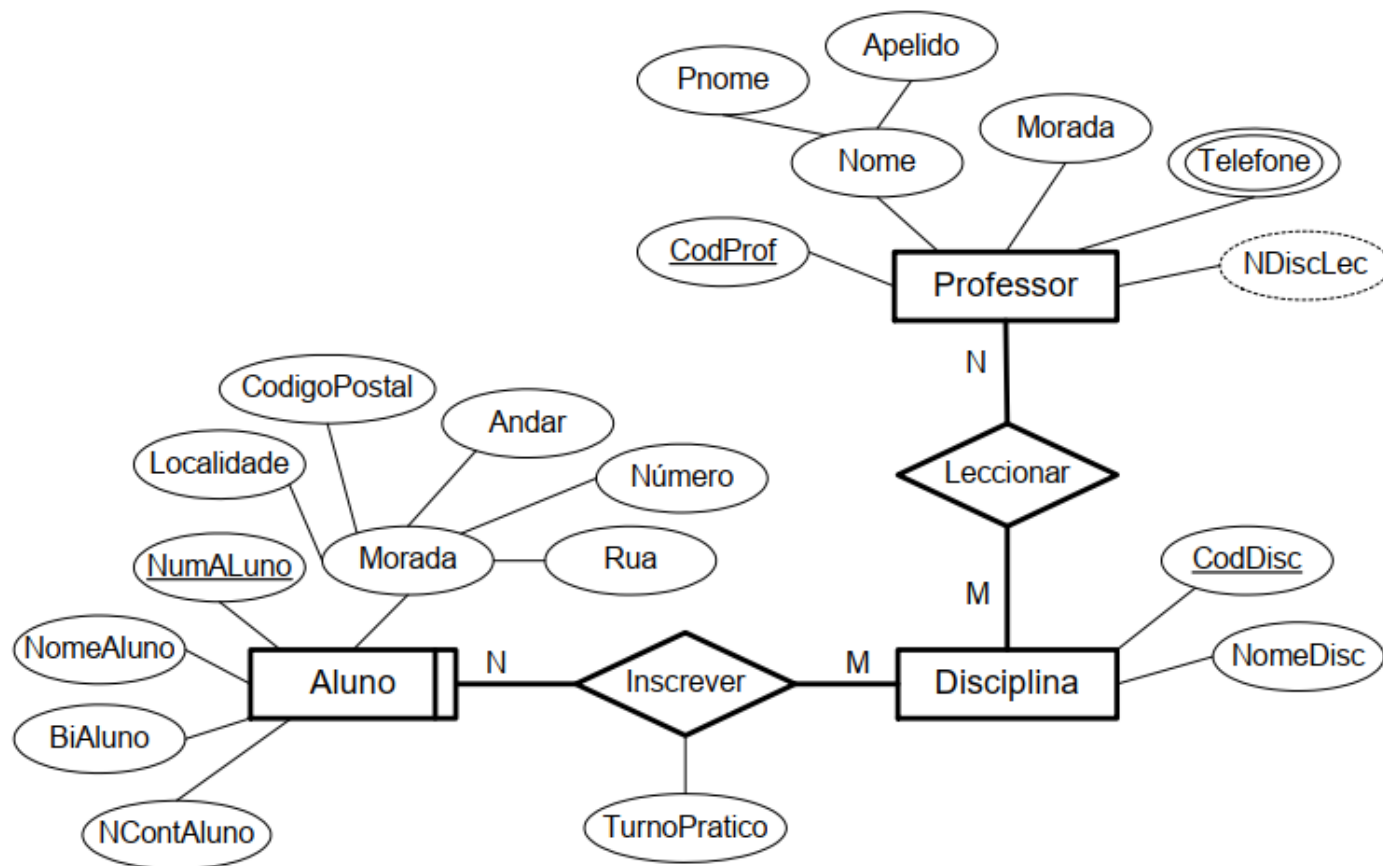 Apelido
Pnome
Morada
Nome
Telefone
CodProf
Professor
NDiscLec
N
CodigoPostal
Andar
Localidade
Número
Leccionar
NumALuno
Morada
Rua
CodDisc
M
NomeAluno
NomeDisc
Aluno
N
Inscrever
M
Disciplina
BiAluno
NContAluno
TurnoPratico